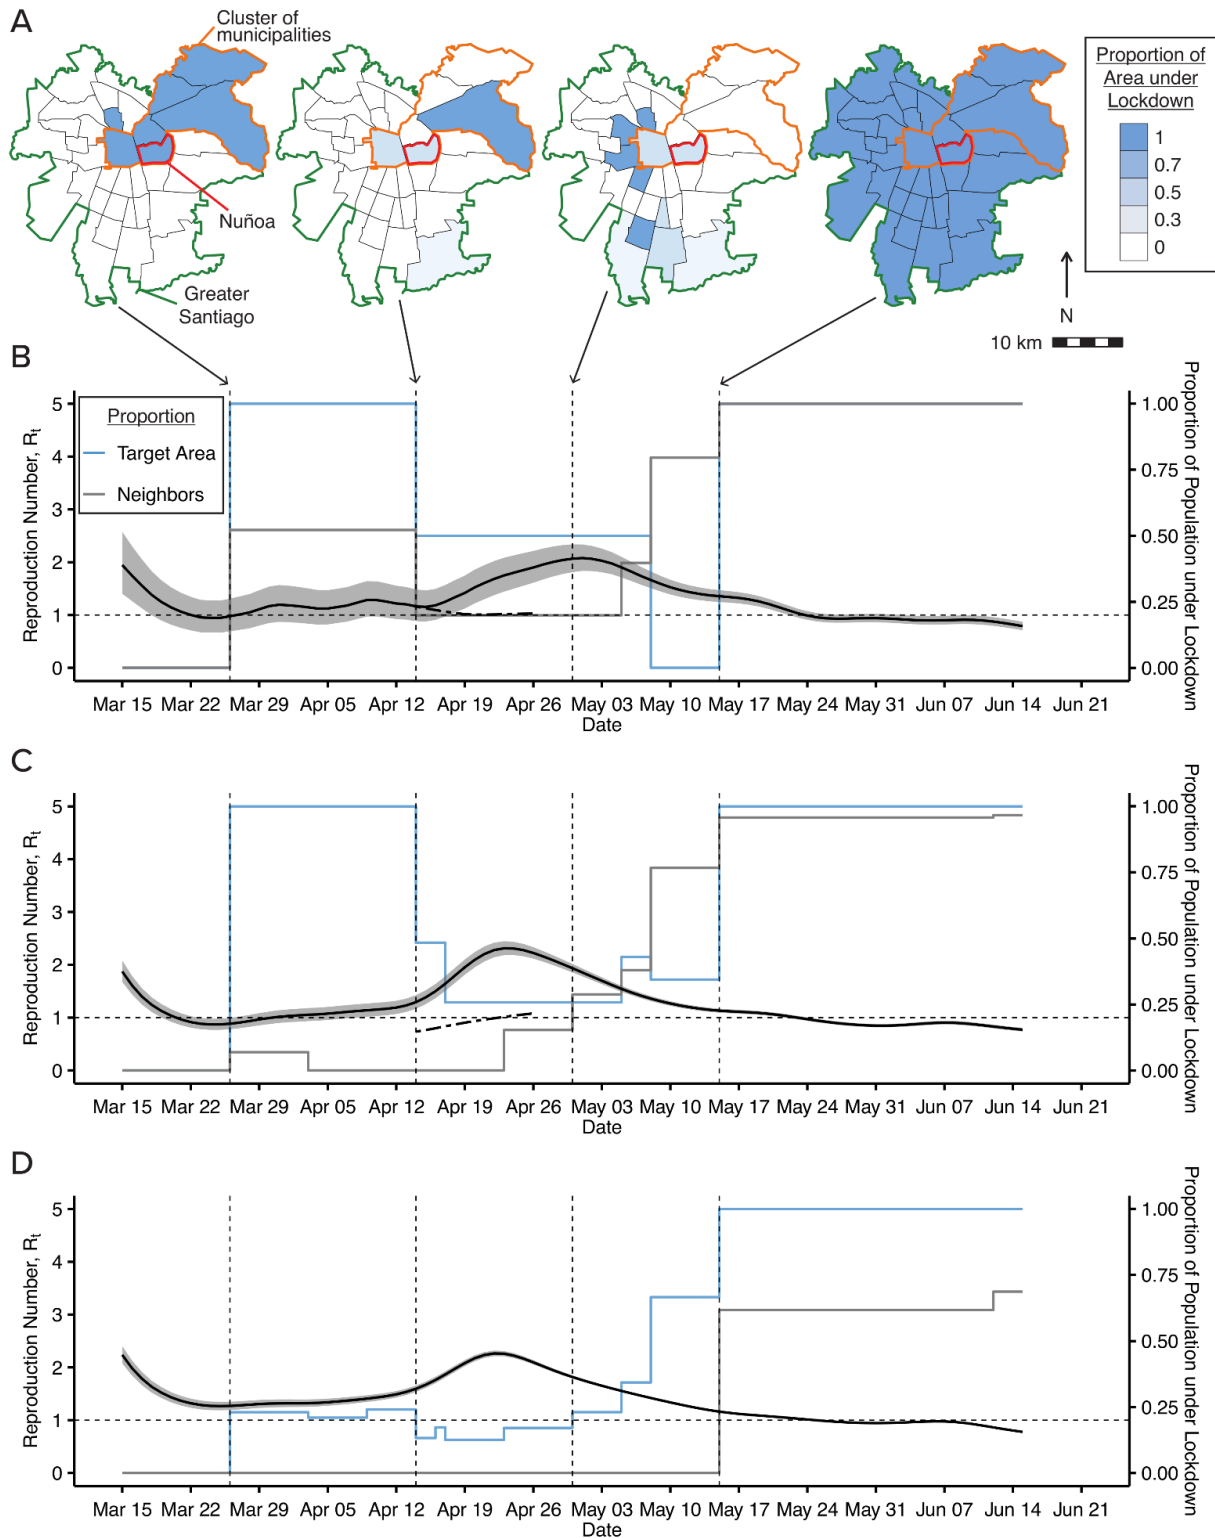 A
Cluster of
municipalities
Nuñoa
Greater
Santiago
Proportion of
Area under
Lockdown
1
0.7
0.5
0.3
0
N
10 km
B
Reproduction Number, Rt
5
4
3
2
1
0
Proportion
Target Area
Neighbors
1.00
0.75
0.50
0.25
0.00
Proportion of Population under Lockdown
Mar 15 Mar 22 Mar 29 Apr 05 Apr 12 Apr 19 Apr 26 May 03 May 10 May 17 May 24 May 31 Jun 07 Jun 14 Jun 21
Date
C
Reproduction Number, Rt
5
4
3
2
1
0
1.00
0.75
0.50
0.25
0.00
Proportion of Population under Lockdown
Mar 15 Mar 22 Mar 29 Apr 05 Apr 12 Apr 19 Apr 26 May 03 May 10 May 17 May 24 May 31 Jun 07 Jun 14 Jun 21
Date
D
Reproduction Number, Rt
5
4
3
2
1
0
1.00
0.75
0.50
0.25
0.00
Proportion of Population under Lockdown
Mar 15 Mar 22 Mar 29 Apr 05 Apr 12 Apr 19 Apr 26 May 03 May 10 May 17 May 24 May 31 Jun 07 Jun 14 Jun 21
Date